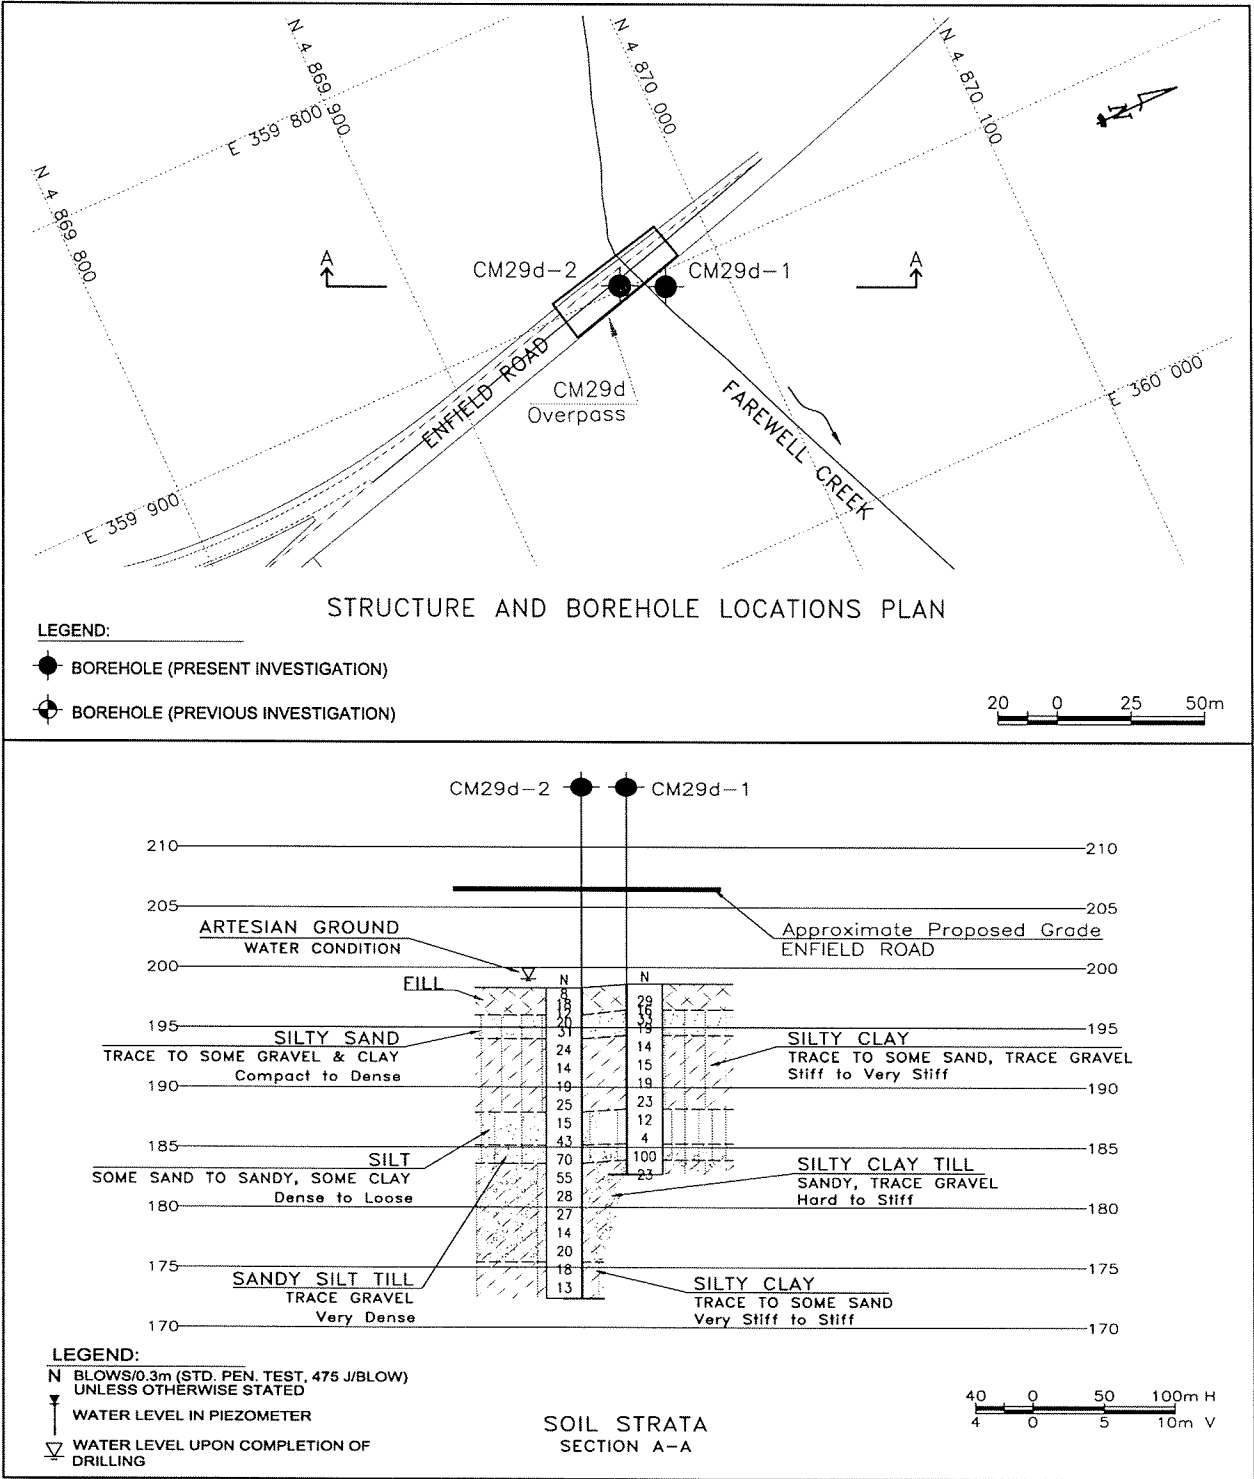 N 4 869 800
N 4 869 900
N 4 870 000
N 4 870 100
E 359 800
N
A
CM29d-2
CM29d-1
A
CM29d
Overpass
ENFIELD ROAD
FAREWELL CREEK
E 360 000
E 359 900
STRUCTURE AND BOREHOLE LOCATIONS PLAN
LEGEND:
BOREHOLE (PRESENT INVESTIGATION)
BOREHOLE (PREVIOUS INVESTIGATION)
20 0 25 50m
CM29d-2
CM29d-1
210
210
205
205
ARTESIAN GROUND
WATER CONDITION
Approximate Proposed Grade
ENFIELD ROAD
200
200
FILL
195
195
SILTY SAND
TRACE TO SOME GRAVEL & CLAY
Compact to Dense
SILTY CLAY
TRACE TO SOME SAND, TRACE GRAVEL
Stiff to Very Stiff
190
190
185
185
SILT
SOME SAND TO SANDY, SOME CLAY
Dense to Loose
SILTY CLAY TILL
SANDY, TRACE GRAVEL
Hard to Stiff
180
180
175
175
SANDY SILT TILL
TRACE GRAVEL
Very Dense
SILTY CLAY
TRACE TO SOME SAND
Very Stiff to Stiff
170
170
N
8
18
12
20
31
24
14
19
25
15
43
70
55
28
27
14
20
18
13
N
29
16
33
19
14
15
19
23
12
4
100
23
LEGEND:
N BLOWS/0.3m (STD. PEN. TEST, 475 J/BLOW)
UNLESS OTHERWISE STATED
WATER LEVEL IN PIEZOMETER
WATER LEVEL UPON COMPLETION OF
DRILLING
SOIL STRATA
SECTION A-A
40 0 50 100m H
4 0 5 10m V